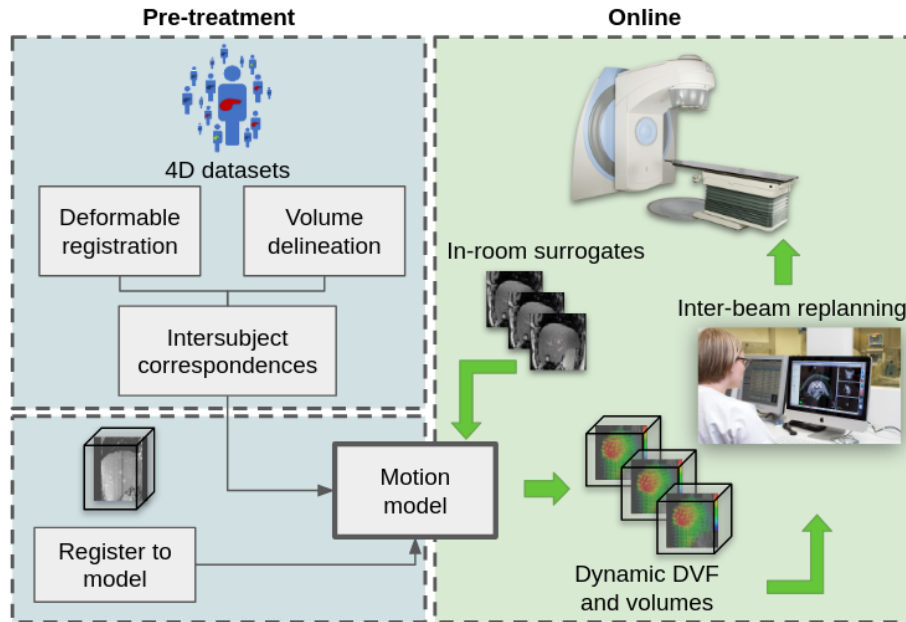 Pre-treatment
Online
4D datasets
Deformable
registration
Volume
delineation
Intersubject
correspondences
Register to
model
Motion
model
In-room surrogates
Dynamic DVF
and volumes
Inter-beam replanning